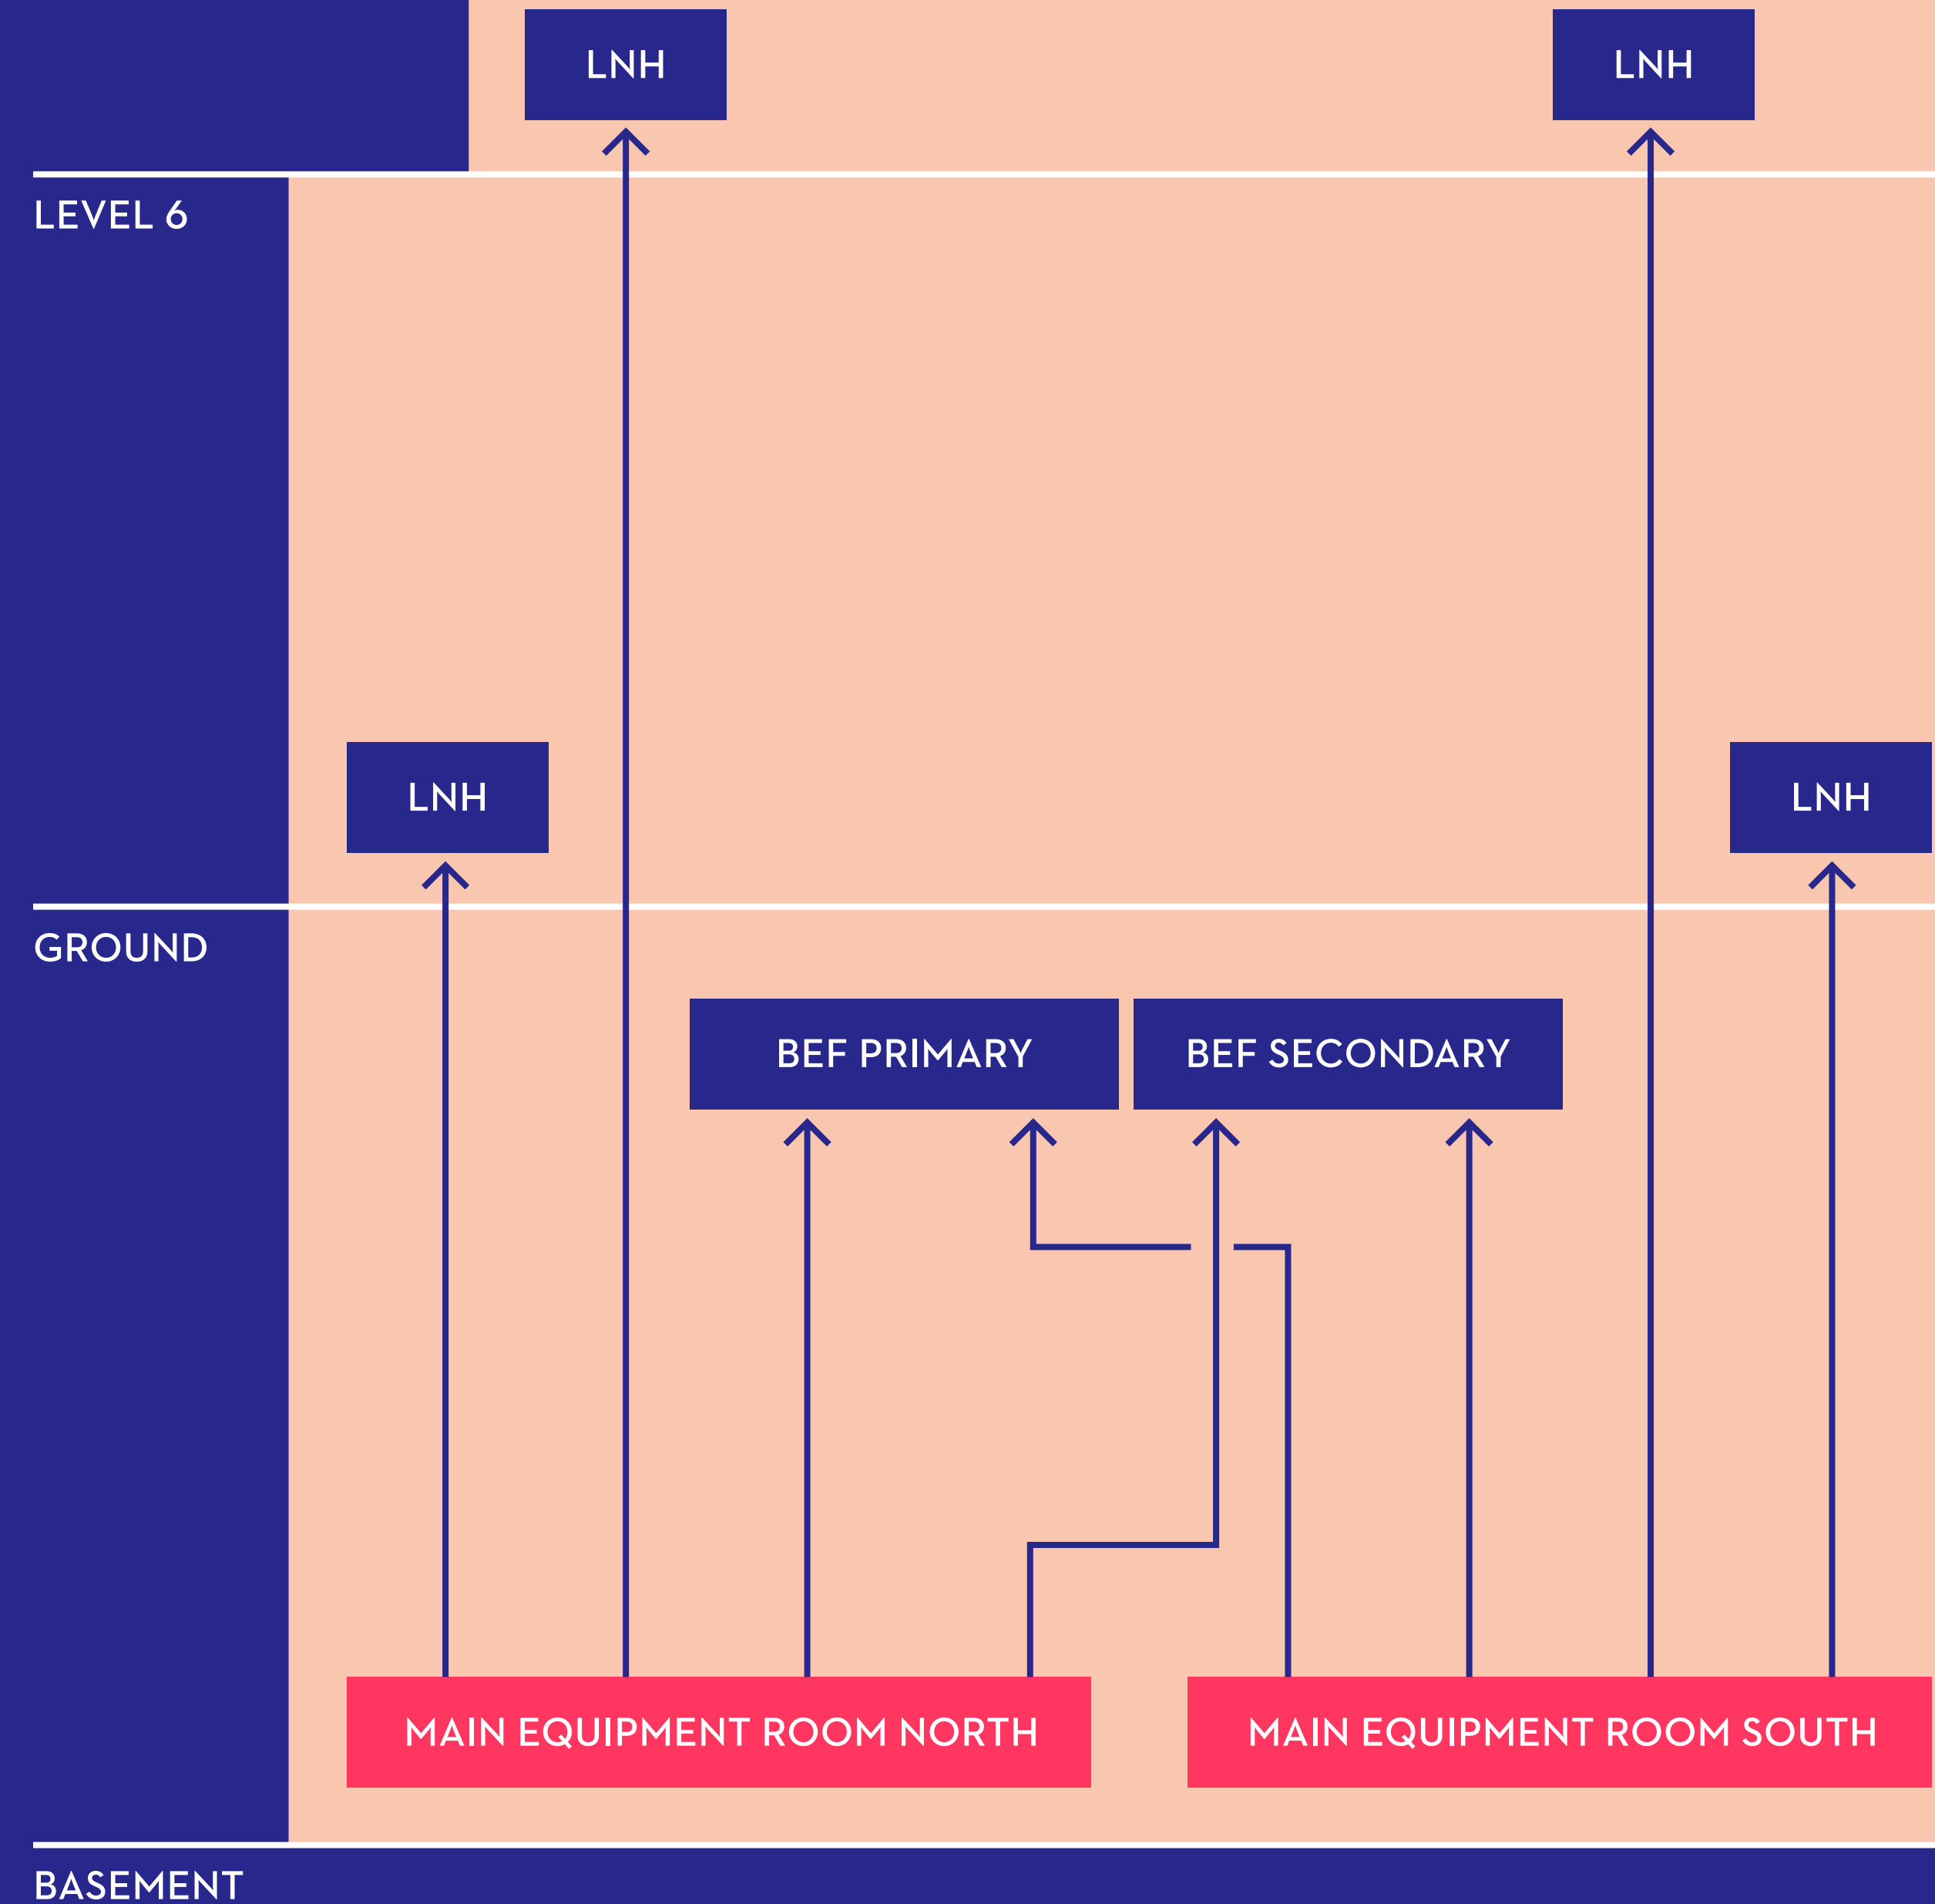 LNH
LNH
LEVEL 6
LNH
LNH
GROUND
BEF PRIMARY
BEF SECONDARY
MAIN EQUIPMENT ROOM NORTH
MAIN EQUIPMENT ROOM SOUTH
BASEMENT